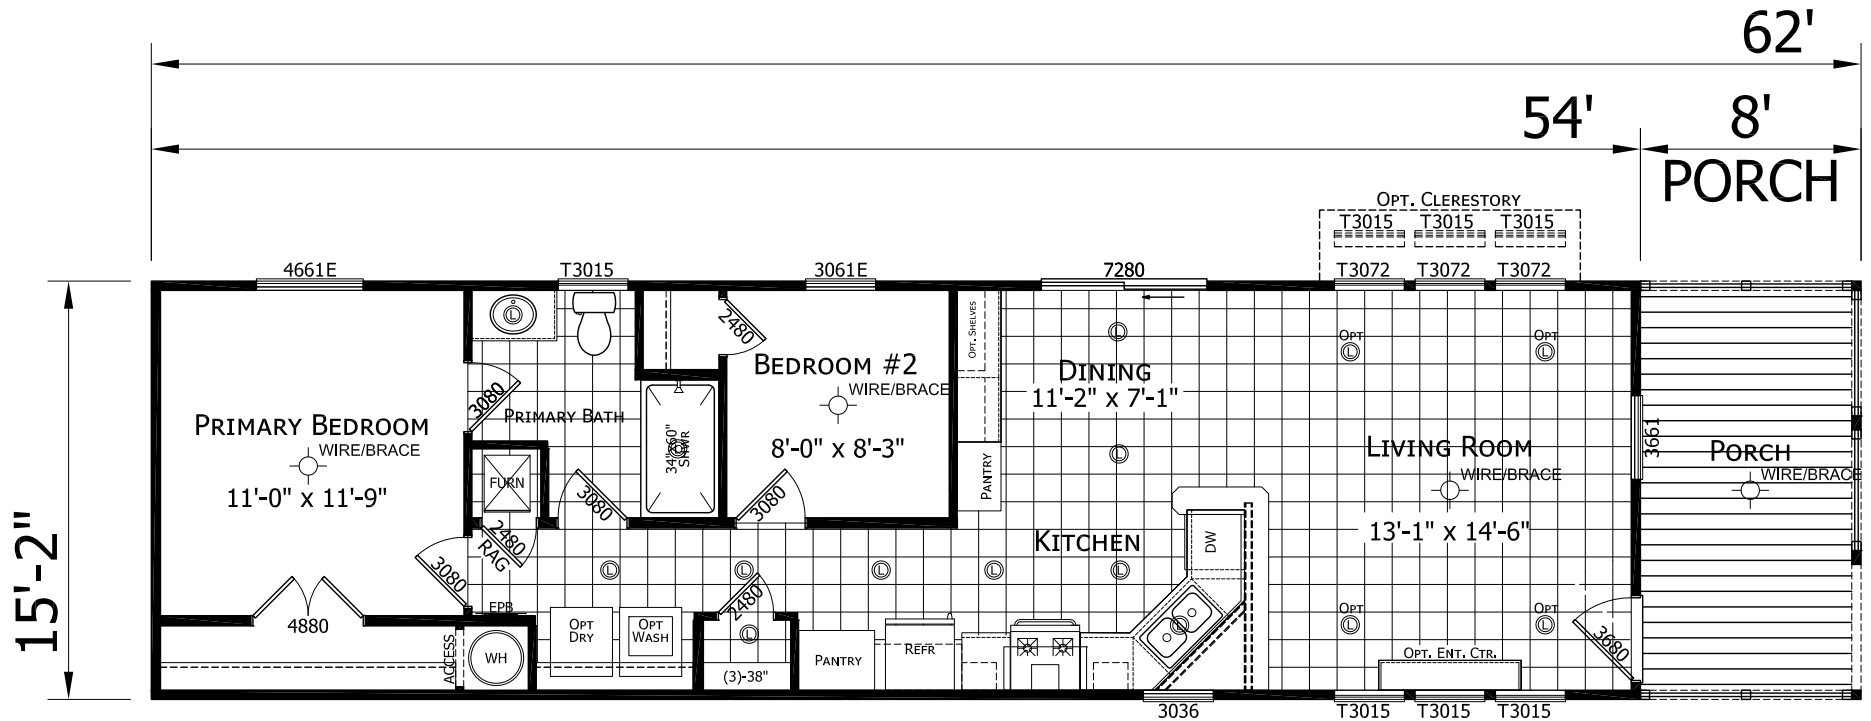 62'
54'
8'
PORCH
OPT. CLERESTORY
T3015 T3015 T3015
4661E
T3015
3061E
7280
T3072 T3072 T3072
2480
OPT. SHELVES
L
L
OPT
L
OPT
L
DINING
11'-2" X 7'-1"
BEDROOM #2
WIRE/BRACE
8'-0" X 8'-3"
3080
PRIMARY BATH
34"x60"
SHWR
L
PRIMARY BEDROOM
WIRE/BRACE
11'-0" X 11'-9"
FURN
3080
3080
PANTRY
L
LIVING ROOM
WIRE/BRACE
13'-1" X 14'-6"
3661
PORCH
WIRE/BRACE
15'-2"
2480
RAG
3080
KITCHEN
DW
L
L
L
L
L
2480
L
EPB
4880
OPT
DRY
OPT
WASH
ACCESS
WH
(3)-38"
PANTRY
REFR
L
OPT
L
OPT
L
3680
OPT. ENT. CTR.
3036
T3015 T3015 T3015